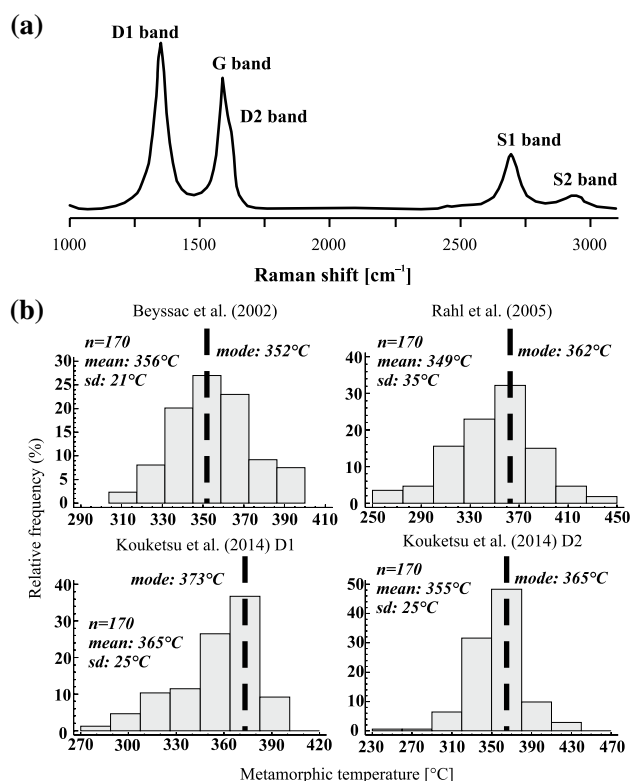 (a)
D1 band
G band
D2 band
S1 band
S2 band
1000 1500 2000 2500 3000
Raman shift [cm⁻¹]
(b)
Beyssac et al. (2002)
n=170
mean: 356°C
sd: 21°C
mode: 352°C
30
25
20
15
10
5
0
290 310 330 350 370 390 410
Rahl et al. (2005)
n=170
mean: 349°C
sd: 35°C
mode: 362°C
40
30
20
10
0
250 290 330 370 410 450
Relative frequency (%)
Kouketsu et al. (2014) D1
mode: 373°C
n=170
mean: 365°C
sd: 25°C
40
30
20
10
0
270 300 330 360 390 420
Kouketsu et al. (2014) D2
n=170
mean: 355°C
sd: 25°C
mode: 365°C
50
40
30
20
10
0
230 270 310 350 390 430 470
Metamorphic temperature [°C]